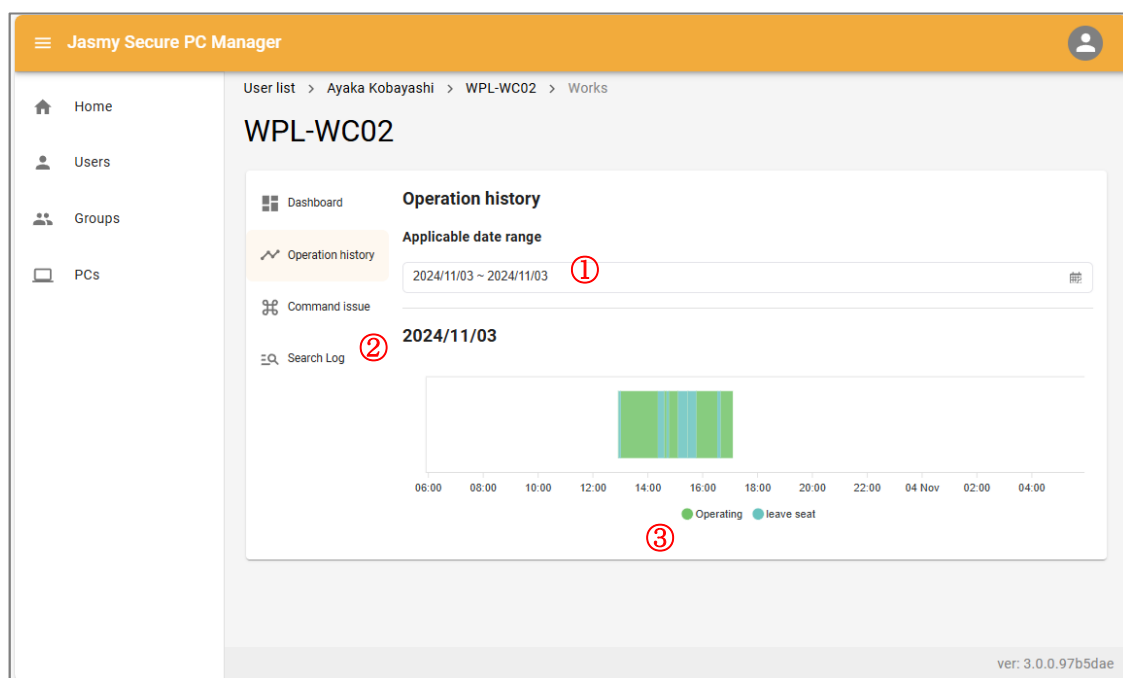 Jasmy Secure PC Manager
Home
Users
Groups
PCs
User list > Ayaka Kobayashi > WPL-WC02 > Works
WPL-WC02
Dashboard
Operation history
Command issue
Search Log
②
Operation history
Applicable date range
2024/11/03 ~ 2024/11/03
①
2024/11/03
06:00 08:00 10:00 12:00 14:00 16:00 18:00 20:00 22:00 04 Nov 02:00 04:00
Operating leave seat
③
ver: 3.0.0.97b5dae